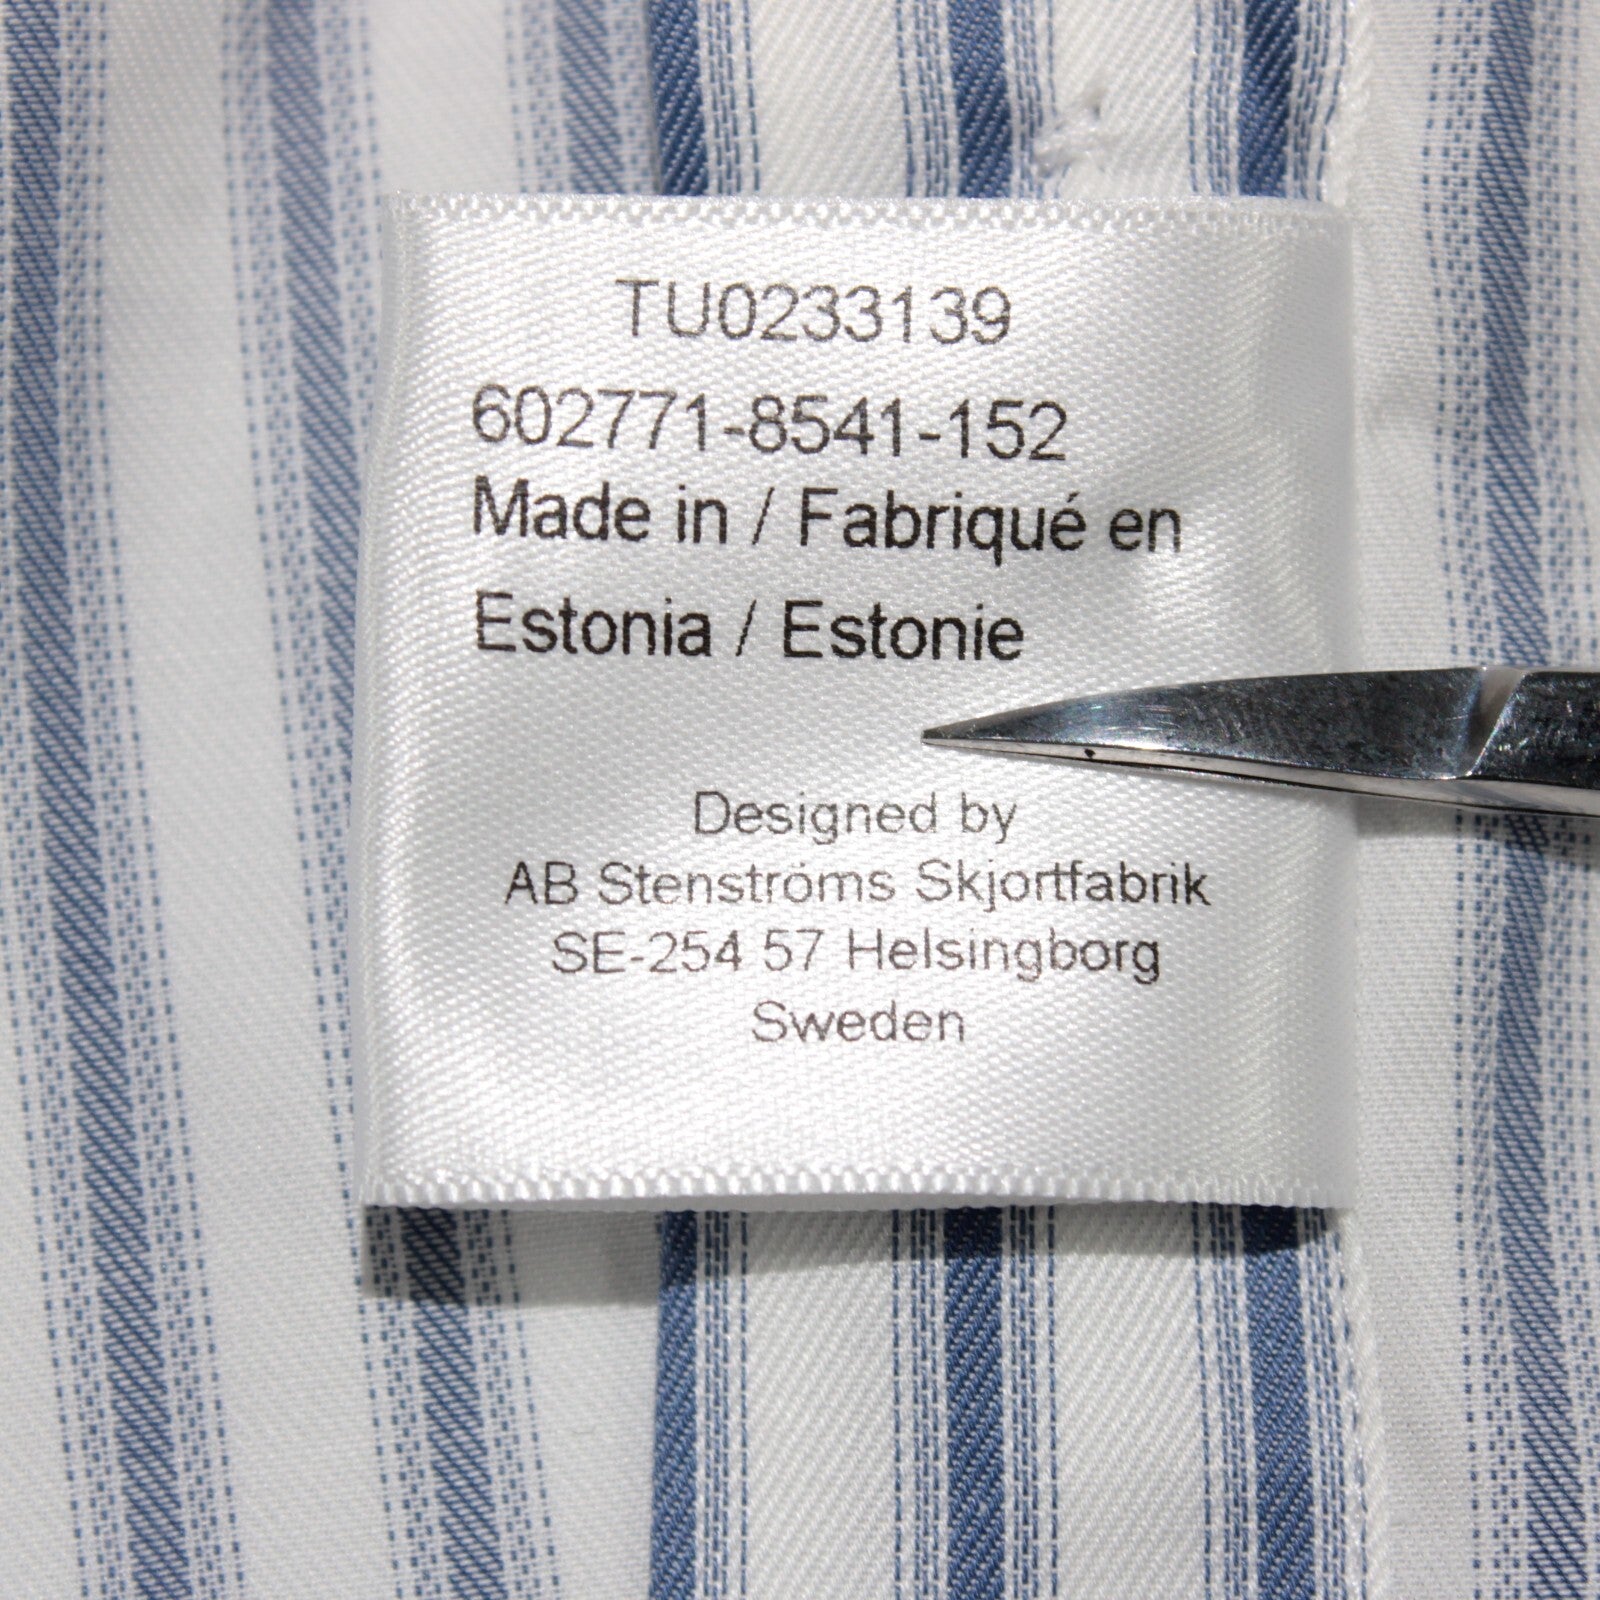 TU0233139
602771-8541-152
Made in / Fabriqué en
Estonia / Estonie
Designed by
AB Stenströms Skjortfabrik
SE-254 57 Helsingborg
Sweden